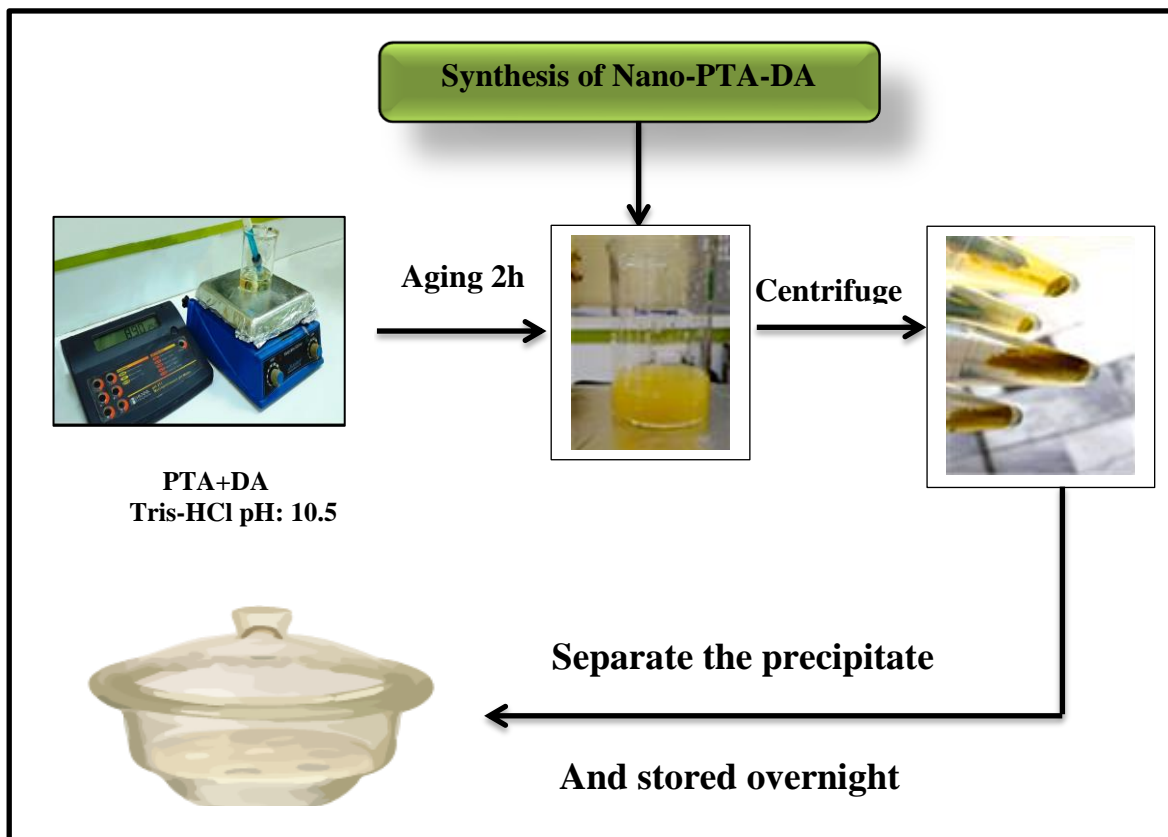 Synthesis of Nano-PTA-DA
Aging 2h
Centrifuge
PTA+DA
Tris-HCl pH: 10.5
Separate the precipitate
And stored overnight